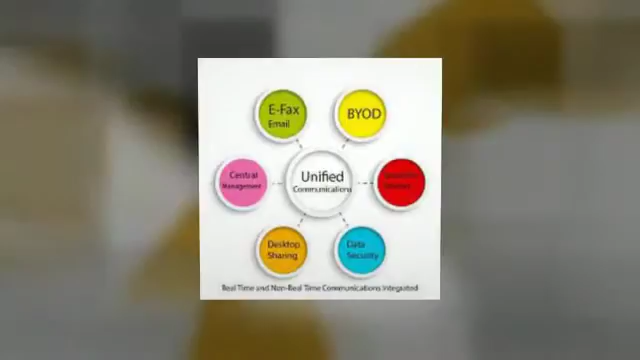 E-Fax
Email
BYOD
Central
Management
Unified
Communications
Desktop
Sharing
Data
Security
Real Time and Non-Real Time Communications Integrated